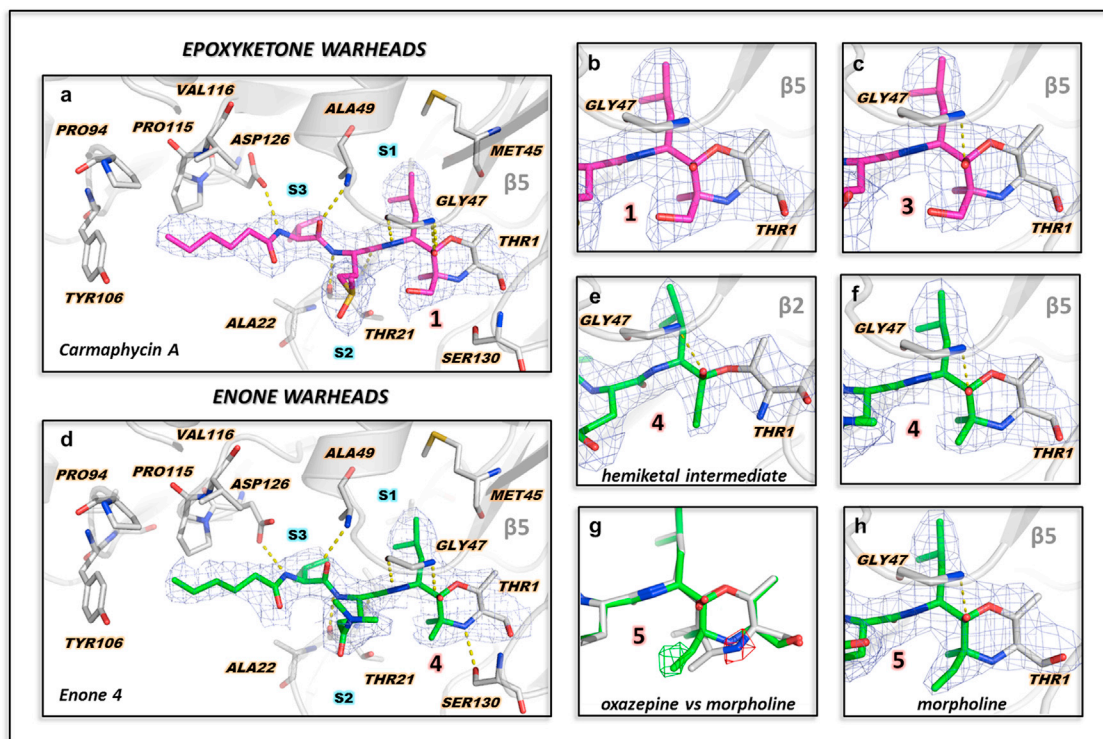 EPOXYKETONE WARHEADS
a
VAL116
PRO94
PRO115
ASP126
ALA49
S1
MET45
β5
S3
GLY47
THR1
TYR106
ALA22
THR21
1
S2
SER130
Carmaphycin A
b
GLY47
β5
1
THR1
c
GLY47
β5
3
THR1
ENONE WARHEADS
d
VAL116
PRO94
PRO115
ASP126
ALA49
S1
MET45
β5
S3
GLY47
THR1
TYR106
ALA22
THR21
4
S2
SER130
Enone 4
e
β2
GLY47
4
THR1
hemiketal intermediate
f
β5
GLY47
4
THR1
g
5
oxazepine vs morpholine
h
β5
GLY47
5
THR1
morpholine